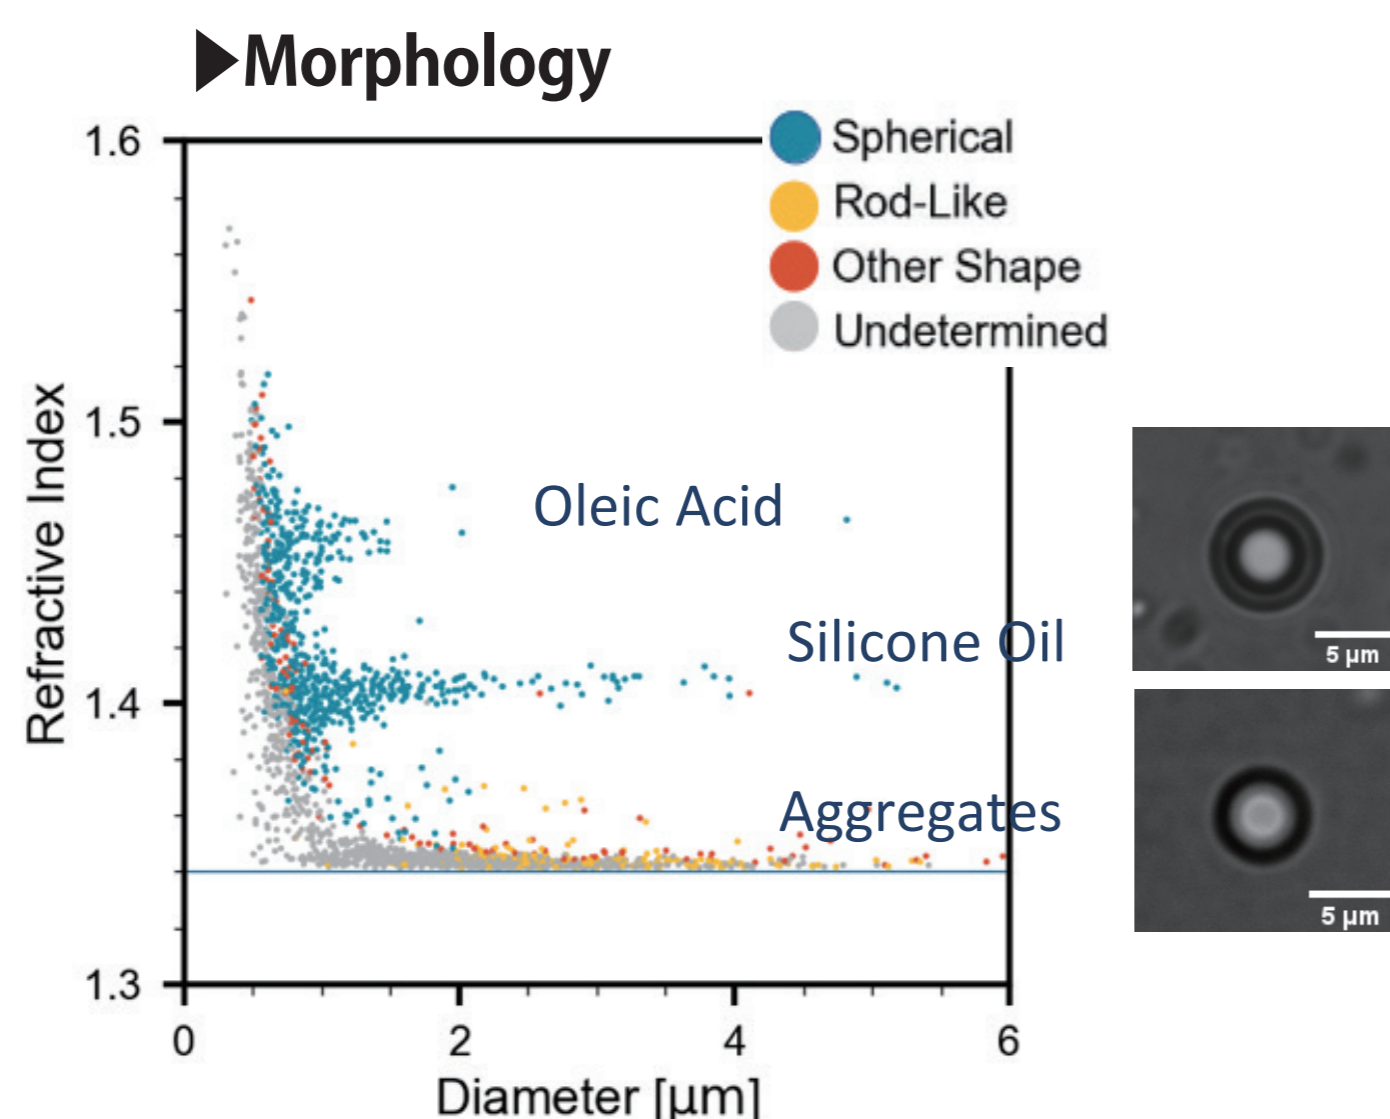 ▶Morphology
Spherical
Rod-Like
Other Shape
Undetermined
1.6
1.5
1.4
1.3
Refractive Index
Oleic Acid
Silicone Oil
Aggregates
0 2 4 6
Diameter [µm]
5 µm
5 µm